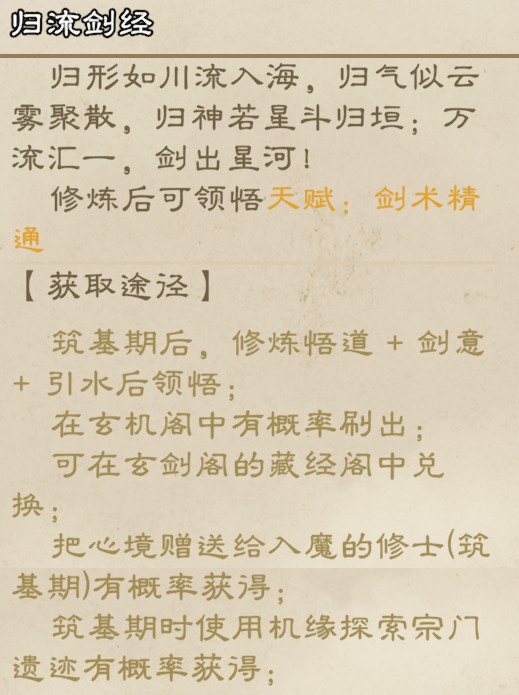 归流剑经
归形如川流入海，归气似云
雾聚散，归神若星斗归垣；万
流汇一，剑出星河！
修炼后可领悟天赋：剑术精
通
【获取途径】
筑基期后，修炼悟道 + 剑意
+ 引水后领悟；
在玄机阁中有概率刷出；
可在玄剑阁的藏经阁中兑
换；
把心境赠送给入魔的修士(筑
基期)有概率获得；
筑基期时使用机缘探索宗门
遗迹有概率获得；